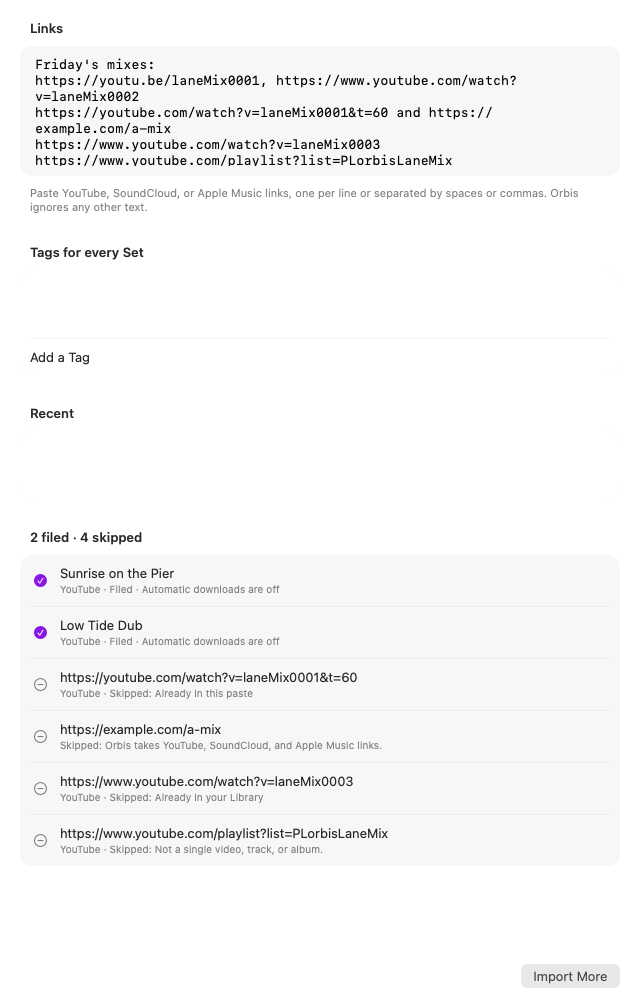 Links
Friday's mixes:
https://youtu.be/laneMix0001, https://www.youtube.com/watch?
v=laneMix0002
https://youtube.com/watch?v=laneMix0001&t=60 and https://
example.com/a-mix
https://www.youtube.com/watch?v=laneMix0003
https://www.youtube.com/playlist?list=PLorbisLaneMix
Paste YouTube, SoundCloud, or Apple Music links, one per line or separated by spaces or commas. Orbis
ignores any other text.
Tags for every Set
Add a Tag
Recent
2 filed · 4 skipped
Sunrise on the Pier
YouTube · Filed · Automatic downloads are off
Low Tide Dub
YouTube · Filed · Automatic downloads are off
https://youtube.com/watch?v=laneMix0001&t=60
YouTube · Skipped: Already in this paste
https://example.com/a-mix
Skipped: Orbis takes YouTube, SoundCloud, and Apple Music links.
https://www.youtube.com/watch?v=laneMix0003
YouTube · Skipped: Already in your Library
https://www.youtube.com/playlist?list=PLorbisLaneMix
YouTube · Skipped: Not a single video, track, or album.
Import More